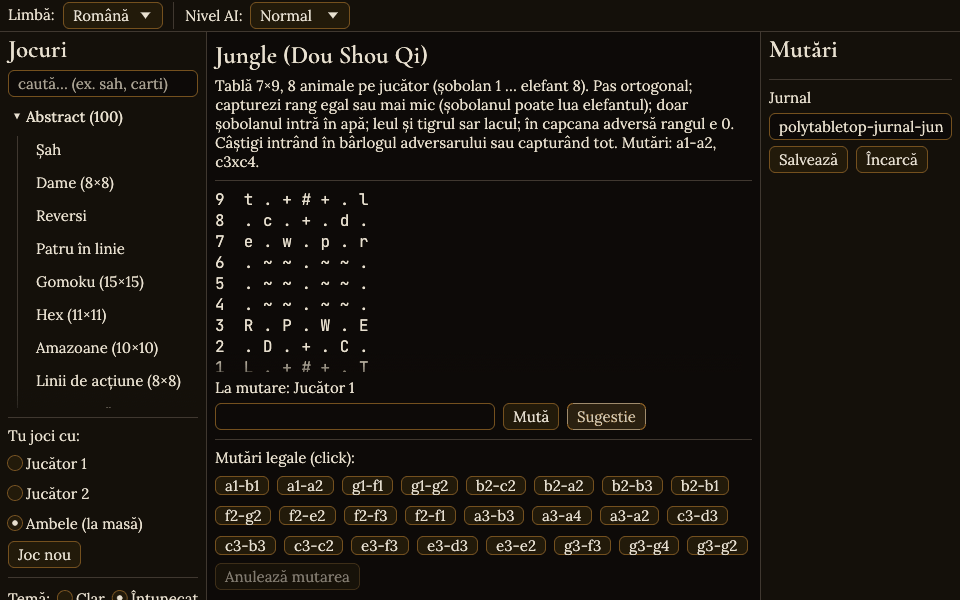 Limbă: Română ▼ Nivel AI: Normal ▼
Jocuri
caută... (ex. sah, carti)
▼ Abstract (100)
Șah
Dame (8×8)
Reversi
Patru în linie
Gomoku (15×15)
Hex (11×11)
Amazoane (10×10)
Linii de acțiune (8×8)
Tu joci cu:
Jucător 1
Jucător 2
Ambele (la masă)
Joc nou
Temă: Clar Întunecat
Jungle (Dou Shou Qi)
Tablă 7×9, 8 animale pe jucător (șobolan 1 ... elefant 8). Pas ortogonal;
capturezi rang egal sau mai mic (șobolanul poate lua elefantul); doar
șobolanul intră în apă; leul și tigrul sar lacul; în capcana adversă rangul e 0.
Câștigi intrând în bârlogul adversarului sau capturând tot. Mutări: a1-a2,
c3xc4.
9 t . + # + . l
8 . c . + . d .
7 e . w . p . r
6 . ~ ~ . ~ ~ .
5 . ~ ~ . ~ ~ .
4 . ~ ~ . ~ ~ .
3 R . P . W . E
2 . D . + . C .
1 L . + # + . T
La mutare: Jucător 1
Mută Sugestie
Mutări legale (click):
a1-b1 a1-a2 g1-f1 g1-g2 b2-c2 b2-a2 b2-b3 b2-b1
f2-g2 f2-e2 f2-f3 f2-f1 a3-b3 a3-a4 a3-a2 c3-d3
c3-b3 c3-c2 e3-f3 e3-d3 e3-e2 g3-f3 g3-g4 g3-g2
Anulează mutarea
Mutări
Jurnal
polytabletop-jurnal-jun
Salvează Încarcă